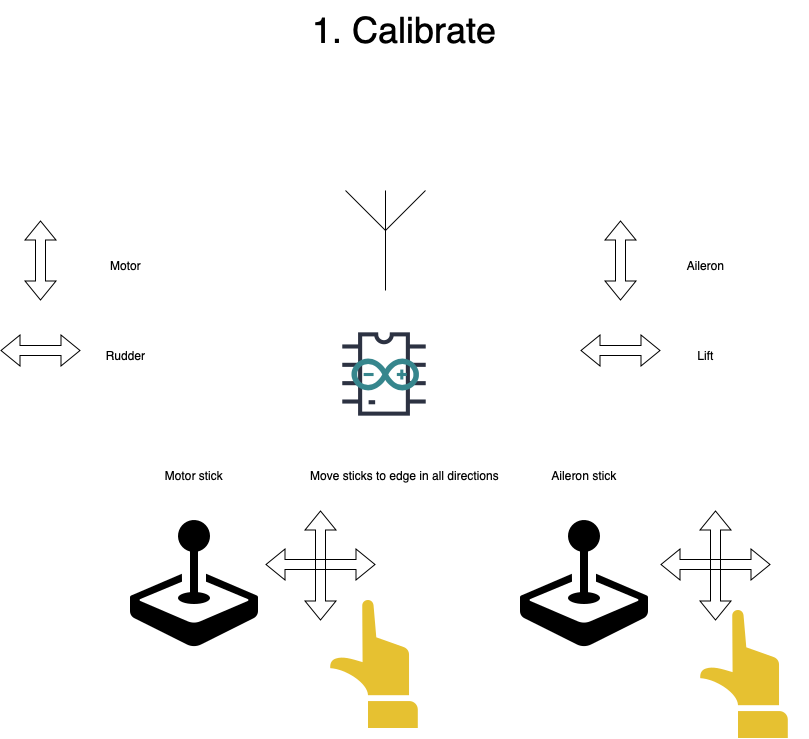 1. Calibrate
Motor
Aileron
Rudder
Lift
Motor stick
Move sticks to edge in all directions
Aileron stick